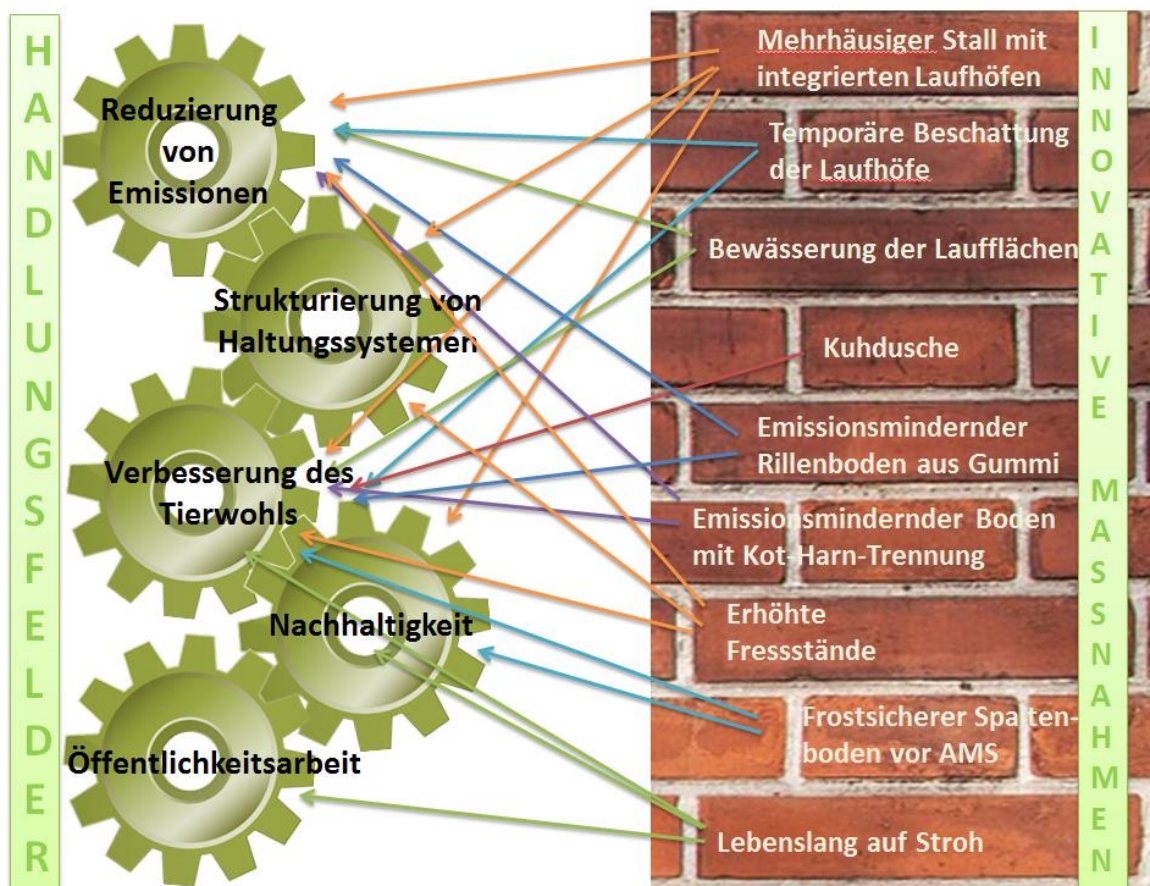 HANDLUNGSFELDER
Reduzierung
von
Emissionen
Strukturierung von
Haltungssystemen
Verbesserung des
Tierwohls
Nachhaltigkeit
Öffentlichkeitsarbeit
Mehrhäusiger Stall mit
integrierten Laufhöfen
Temporäre Beschattung
der Laufhöfe
Bewässerung der Laufflächen
Kuhdusche
Emissionsmindernder
Rillenboden aus Gummi
Emissionsmindernder Boden
mit Kot-Harn-Trennung
Erhöhte
Fressstände
Frostsicherer Spalten-
boden vor AMS
Lebenslang auf Stroh
INNOVATIVE MASSNAHMEN